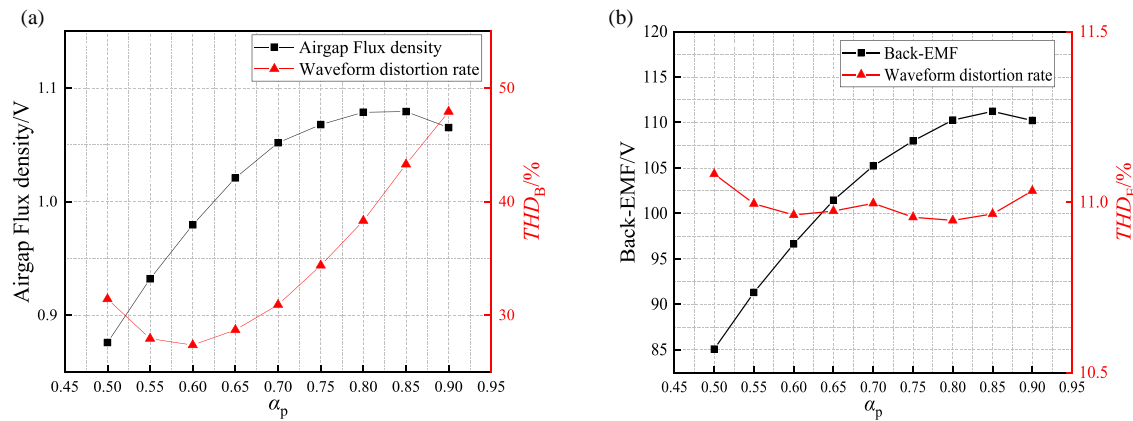 (a)
Airgap Flux density
Waveform distortion rate
1.1
1.0
0.9
Airgap Flux density/V
50
40
30
THD_B/%
0.45 0.50 0.55 0.60 0.65 0.70 0.75 0.80 0.85 0.90 0.95
α_p
(b)
Back-EMF
Waveform distortion rate
120
115
110
105
100
95
90
85
Back-EMF/V
11.5
11.0
10.5
THD_E/%
0.45 0.50 0.55 0.60 0.65 0.70 0.75 0.80 0.85 0.90 0.95
α_p